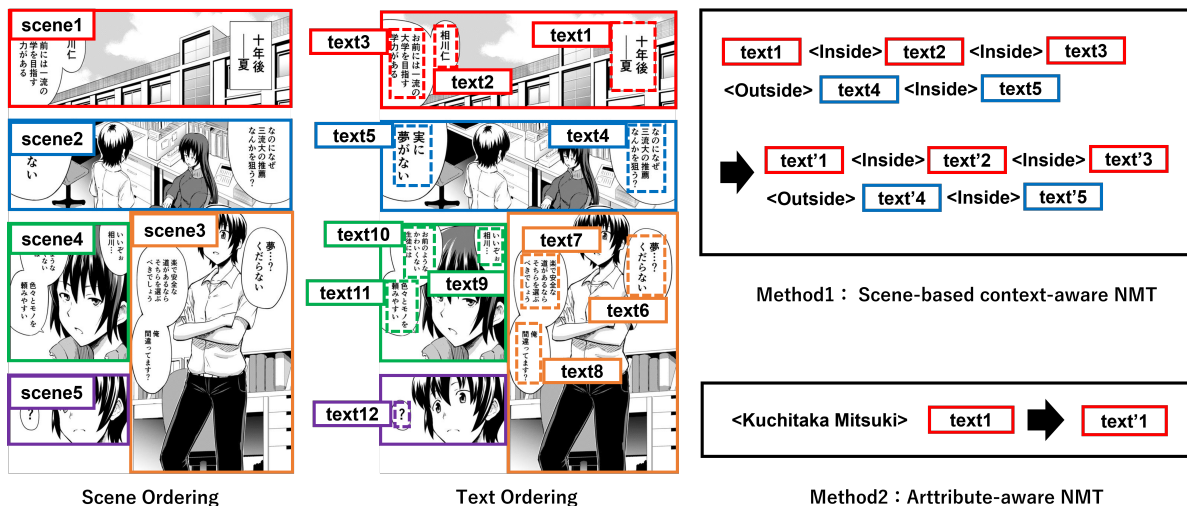 scene1
川仁
前には一流の
学を目指す
力がある
十年後
――夏
scene2
ない
なのになぜ
三流大の推薦
なんかを狙う？
scene4
いいぞぉ
相川…
色々とモノを
頼みやすい
scene3
夢…？
くだらない
楽で安全な
道があるなら
そちらを選ぶ
べきでしょう
俺
間違ってます？
scene5
？
Scene Ordering
text3
text1
相川仁
お前には一流の
大学を目指す
学力がある
十年後
――夏
text2
text5
text4
実に
夢がない
なのになぜ
三流大の推薦
なんかを狙う？
text10
text7
いいぞぉ
相川…
お前のような
かわいくない
生徒には
text9
text11
色々とモノを
頼みやすい
夢…？
くだらない
楽で安全な
道があるなら
そちらを選ぶ
べきでしょう
text6
俺
間違ってます？
text8
text12
？
Text Ordering
text1 <Inside> text2 <Inside> text3
<Outside> text4 <Inside> text5
text'1 <Inside> text'2 <Inside> text'3
<Outside> text'4 <Inside> text'5
Method1： Scene-based context-aware NMT
<Kuchitaka Mitsuki> text1 text'1
Method2：Arttribute-aware NMT